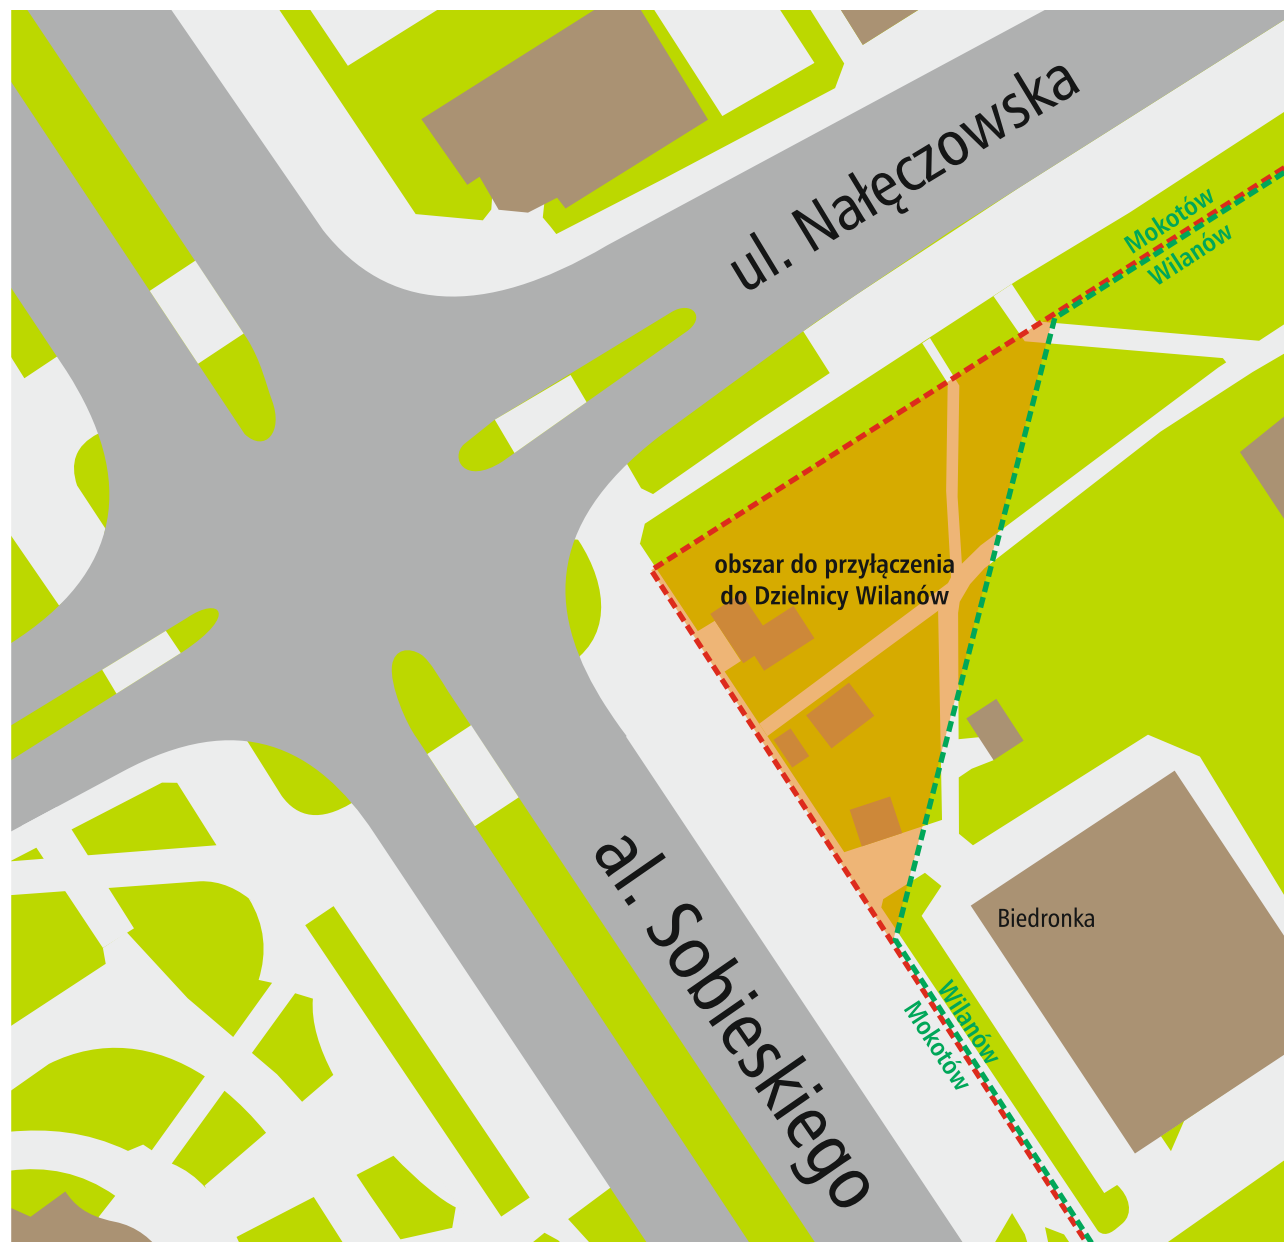 ul. Nałęczowska
Mokotów
Wilanów
obszar do przyłączenia
do Dzielnicy Wilanów
al. Sobieskiego
Biedronka
Wilanów
Mokotów